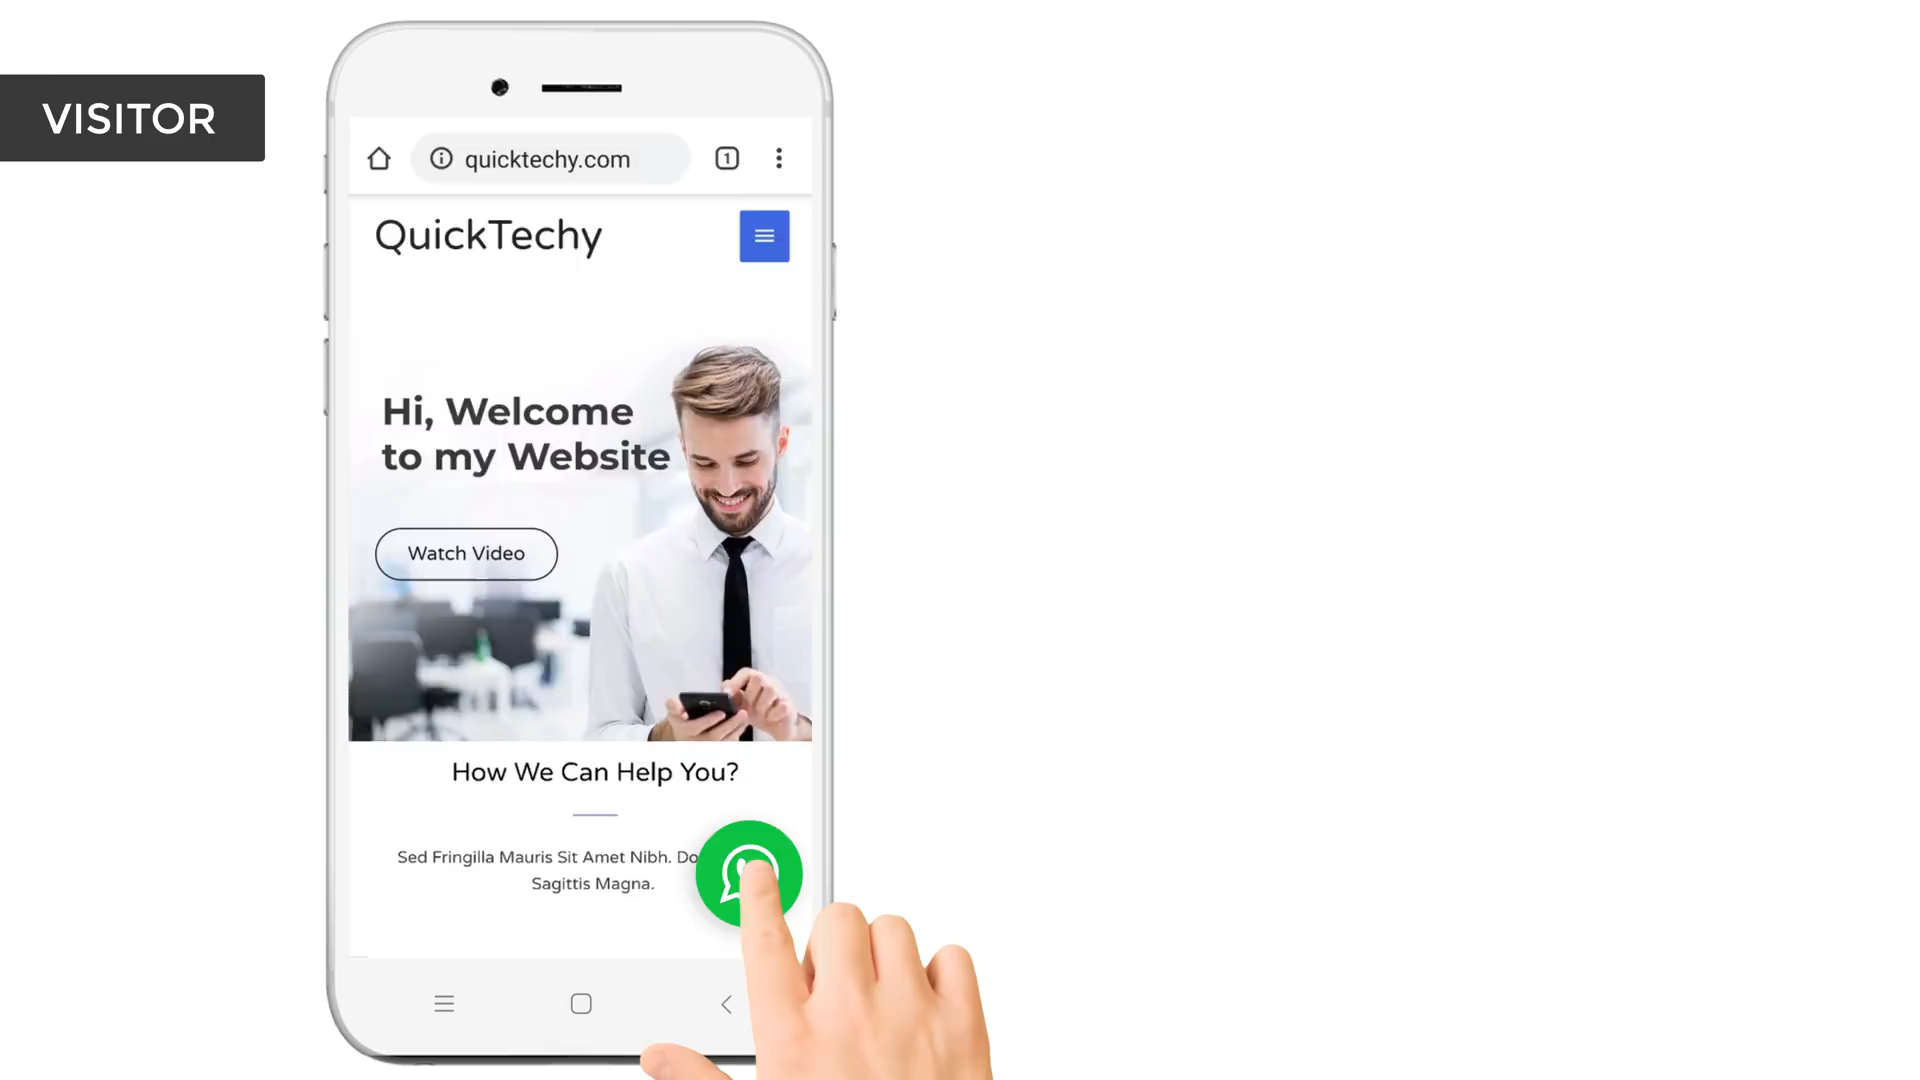 VISITOR
quicktechy.com
1
QuickTechy
Hi, Welcome
to my Website
Watch Video
How We Can Help You?
Sed Fringilla Mauris Sit Amet Nibh. Do
Sagittis Magna.